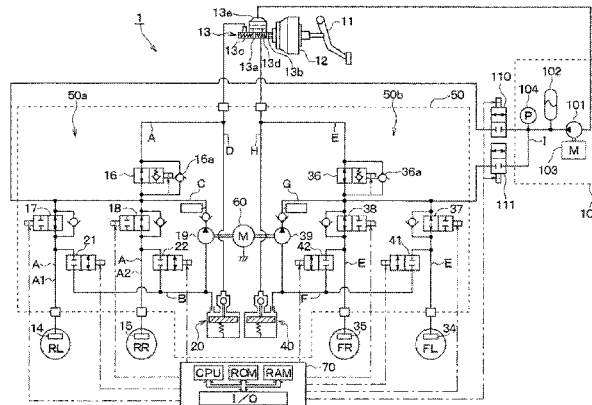 1
13e
11
13
13c
13a
13d
13b
12
50a
50b
50
110
102
104
101
P
M
103
111
I
A
D
H
E
16a
16
36
36a
C
G
60
17
18
19
M
39
38
37
21
22
42
41
A
A
A1
A2
B
F
E
E
14
15
20
40
35
34
RL
RR
FR
FL
70
CPU
ROM
RAM
I/O